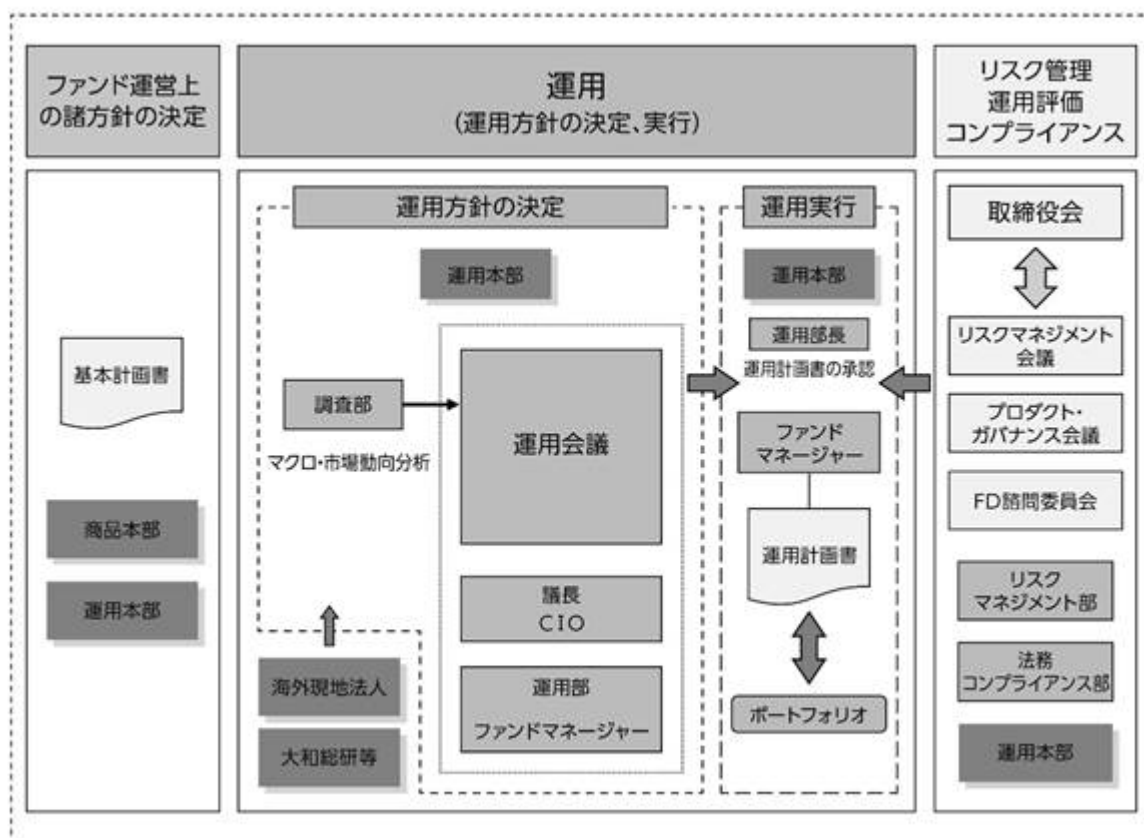 ファンド運営上
の諸方針の決定
基本計画書
商品本部
運用本部
運用
(運用方針の決定、実行)
運用方針の決定
運用本部
調査部
マクロ・市場動向分析
運用会議
議長
CIO
運用部
ファンドマネージャー
海外現地法人
大和総研等
運用実行
運用本部
運用部長
運用計画書の承認
ファンド
マネージャー
運用計画書
ポートフォリオ
リスク管理
運用評価
コンプライアンス
取締役会
リスクマネジメント
会議
プロダクト・
ガバナンス会議
FD諮問委員会
リスク
マネジメント部
法務
コンプライアンス部
運用本部